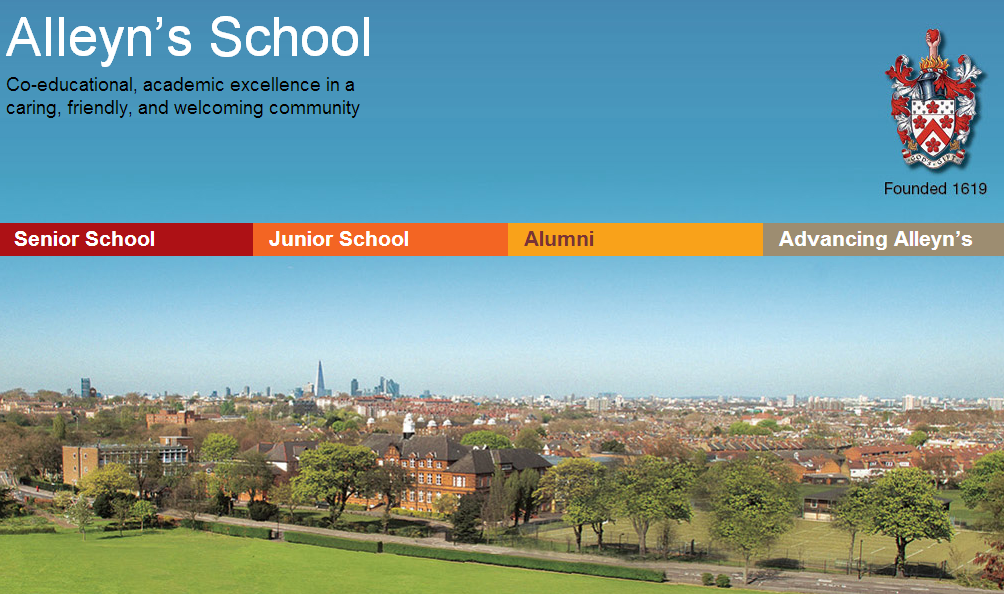 Alleyn's School
Co-educational, academic excellence in a
caring, friendly, and welcoming community
GOD'S GIFT
Founded 1619
Senior School
Junior School
Alumni
Advancing Alleyn's